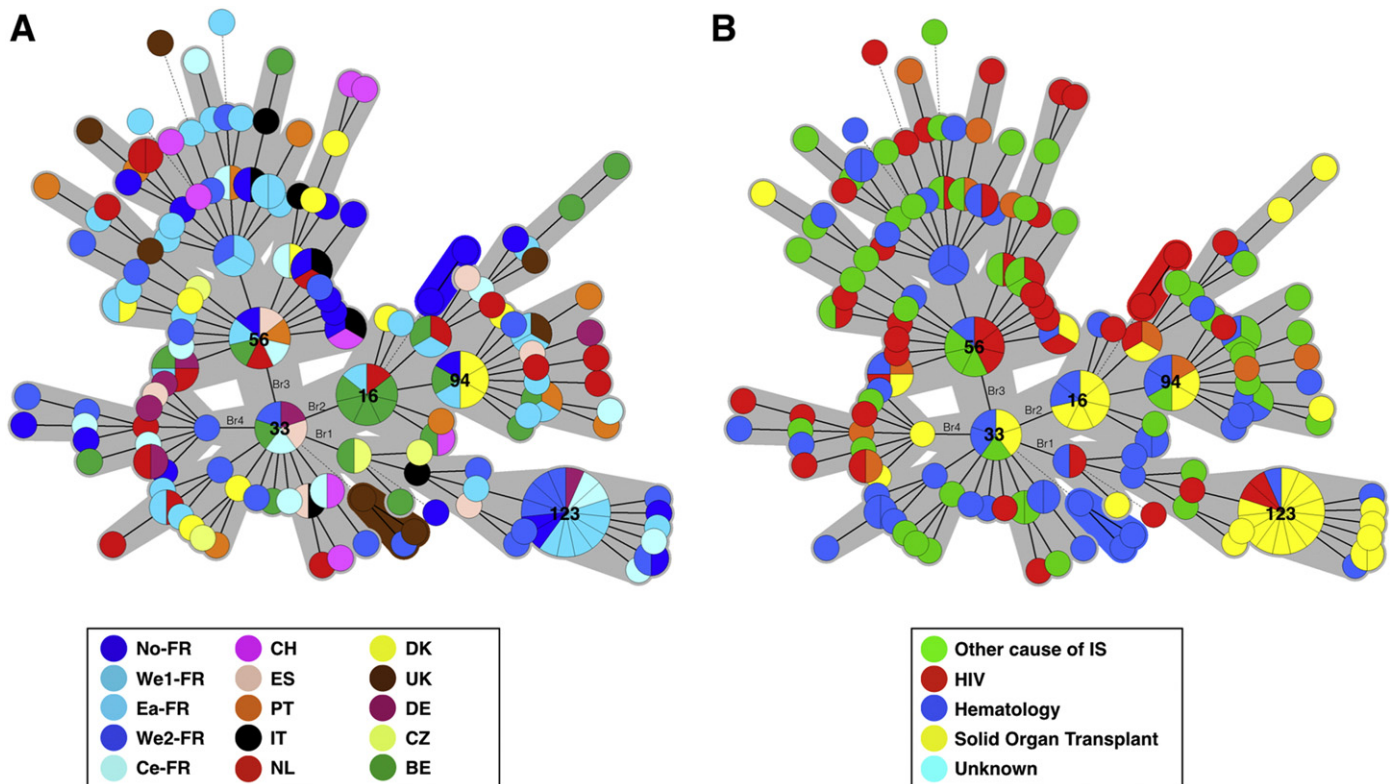 A
B
56
Br3
16
94
Br2
Br4
33
Br1
123
56
Br3
16
94
Br2
Br4
33
Br1
123
No-FR
CH
DK
We1-FR
ES
UK
Ea-FR
PT
DE
We2-FR
IT
CZ
Ce-FR
NL
BE
Other cause of IS
HIV
Hematology
Solid Organ Transplant
Unknown